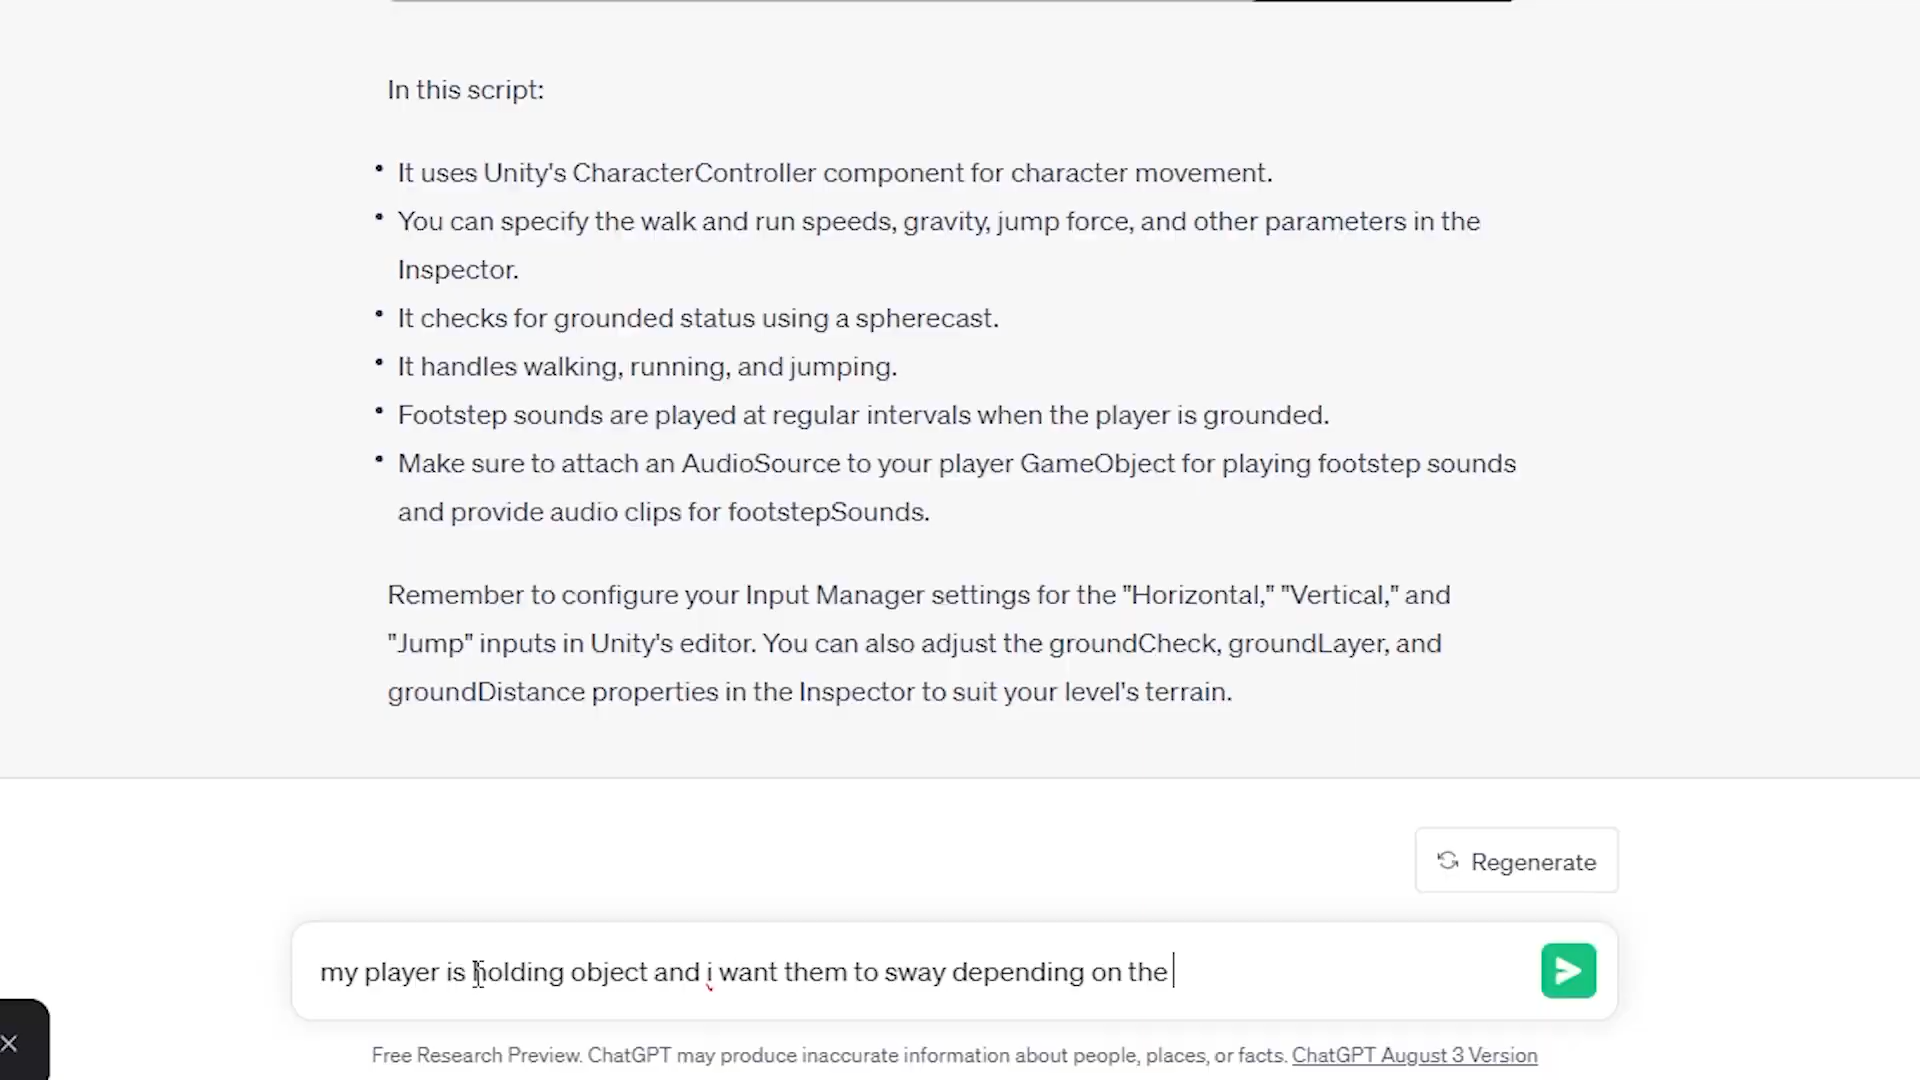 In this script:
• It uses Unity's CharacterController component for character movement.
• You can specify the walk and run speeds, gravity, jump force, and other parameters in the
Inspector.
• It checks for grounded status using a spherecast.
• It handles walking, running, and jumping.
• Footstep sounds are played at regular intervals when the player is grounded.
• Make sure to attach an AudioSource to your player GameObject for playing footstep sounds
and provide audio clips for footstepSounds.
Remember to configure your Input Manager settings for the "Horizontal," "Vertical," and
"Jump" inputs in Unity's editor. You can also adjust the groundCheck, groundLayer, and
groundDistance properties in the Inspector to suit your level's terrain.
Regenerate
my player is holding object and i want them to sway depending on the
Free Research Preview. ChatGPT may produce inaccurate information about people, places, or facts. ChatGPT August 3 Version